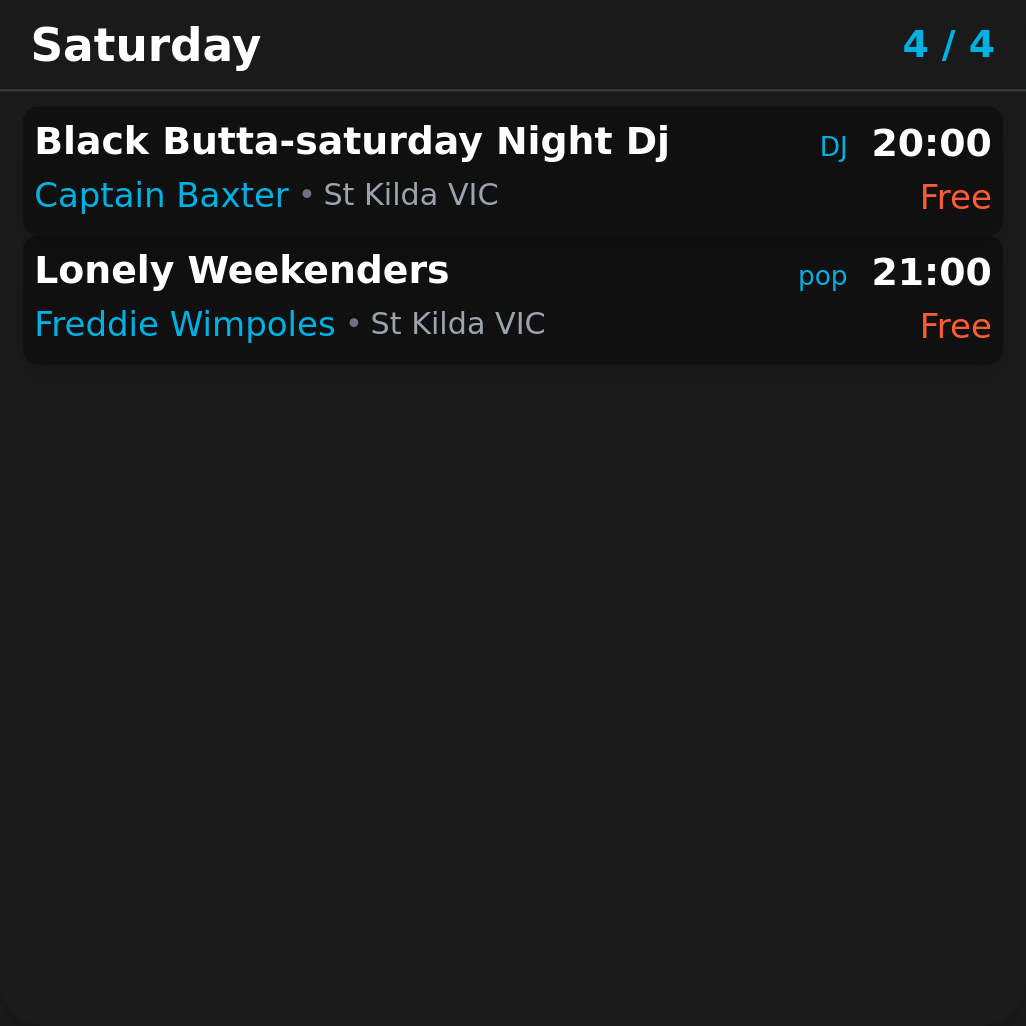 Saturday 4 / 4
Black Butta-saturday Night Dj DJ 20:00
Captain Baxter • St Kilda VIC Free
Lonely Weekenders pop 21:00
Freddie Wimpoles • St Kilda VIC Free